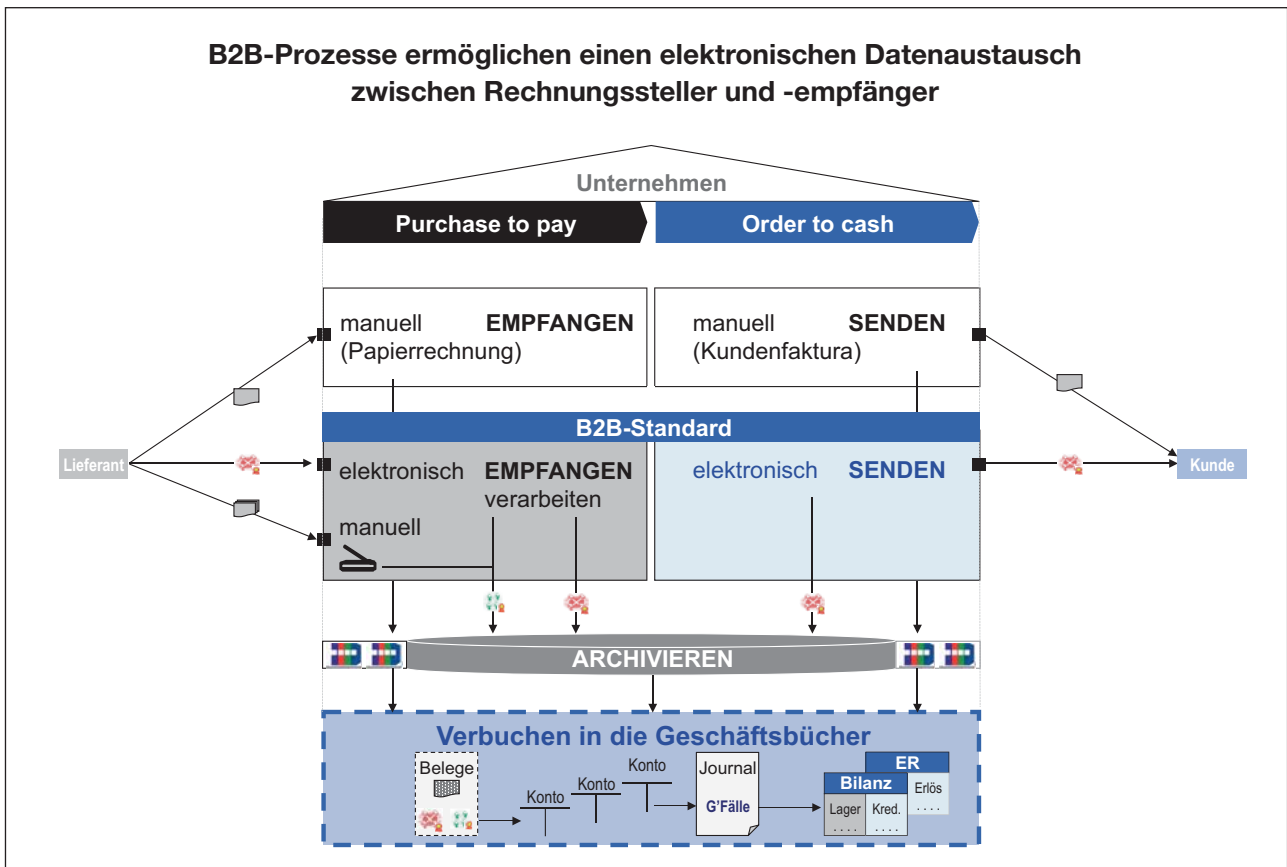 B2B-Prozesse ermöglichen einen elektronischen Datenaustausch
zwischen Rechnungssteller und -empfänger
Unternehmen
Purchase to pay
Order to cash
manuell EMPFANGEN
(Papierrechnung)
manuell SENDEN
(Kundenfaktura)
B2B-Standard
Lieferant
elektronisch EMPFANGEN
verarbeiten
manuell
elektronisch SENDEN
Kunde
ARCHIVIEREN
Verbuchen in die Geschäftsbücher
Belege
Konto
Konto
Konto
Journal
G'Fälle
ER
Erlös
. . . .
Bilanz
Lager
. . . .
Kred.
. . . .